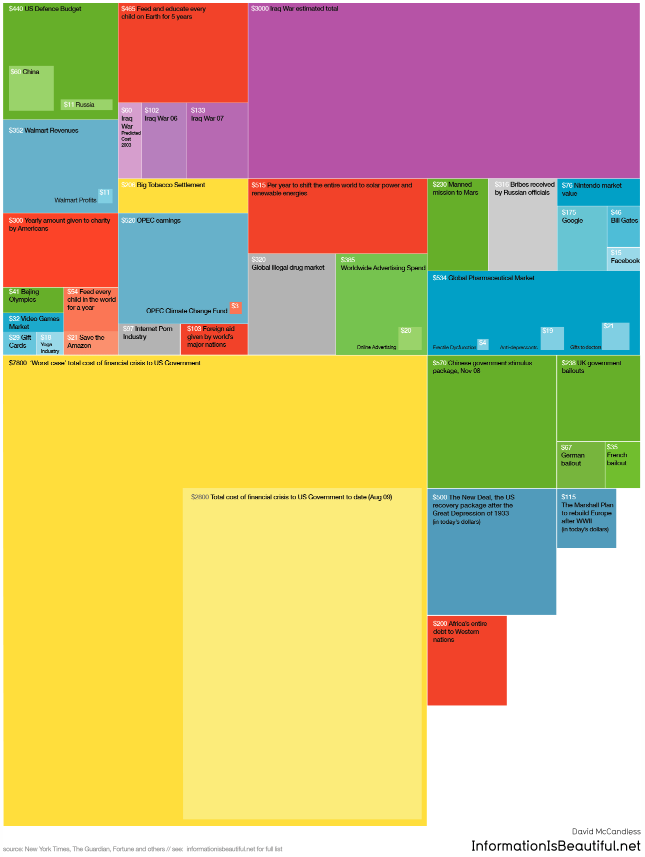 $440 US Defence Budget
China
$11 Russia
$465 Feed and educate every
child on Earth for 5 years
$3000 Iraq War estimated total
$60
Iraq
War
Predicted
Cost
2003
$102
Iraq War 06
$133
Iraq War 07
$352 Walmart Revenues
$11
Walmart Profits
Big Tobacco Settlement
$515 Per year to shift the entire world to solar power and
renewable energies
$230 Manned
mission to Mars
Bribes received
by Russian officials
$76 Nintendo market
value
$175
Google
$46
Bill Gates
$15
Facebook
$300 Yearly amount given to charity
by Americans
$520 OPEC earnings
$3
OPEC Climate Change Fund
$320
Global illegal drug market
$385
Worldwide Advertising Spend
$20
Online Advertising
$534 Global Pharmaceutical Market
$4
Erectile Dysfunction
$19
Anti-depressants
$21
Gifts to doctors
$41 Beijing
Olympics
$54 Feed every
child in the world
for a year
$32 Video Games
Market
Gift
Cards
Yoga
Industry
$21 Save the
Amazon
$97 Internet Porn
Industry
$103 Foreign aid
given by world's
major nations
$7800 'Worst case' total cost of financial crisis to US Government
$2800 Total cost of financial crisis to US Government to date (Aug 09)
$570 Chinese government stimulus
package, Nov 08
UK government
bailouts
$67
German
bailout
$35
French
bailout
$500 The New Deal, the US
recovery package after the
Great Depression of 1933
(in today's dollars)
$115
The Marshall Plan
to rebuild Europe
after WWII
(in today's dollars)
$200 Africa's entire
debt to Western
nations
David McCandless
InformationIsBeautiful.net
source: New York Times, The Guardian, Fortune and others // see: informationisbeautiful.net for full list